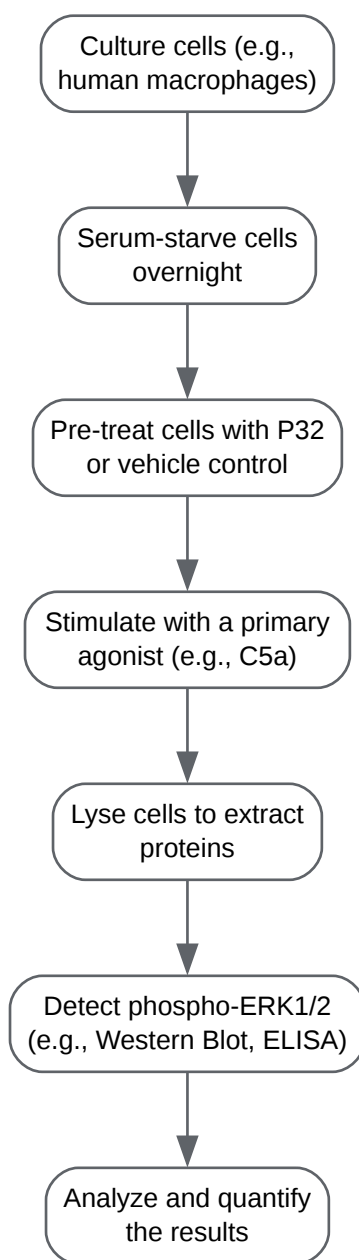 Culture cells (e.g.,
human macrophages)
Serum-starve cells
overnight
Pre-treat cells with P32
or vehicle control
Stimulate with a primary
agonist (e.g., C5a)
Lyse cells to extract
proteins
Detect phospho-ERK1/2
(e.g., Western Blot, ELISA)
Analyze and quantify
the results